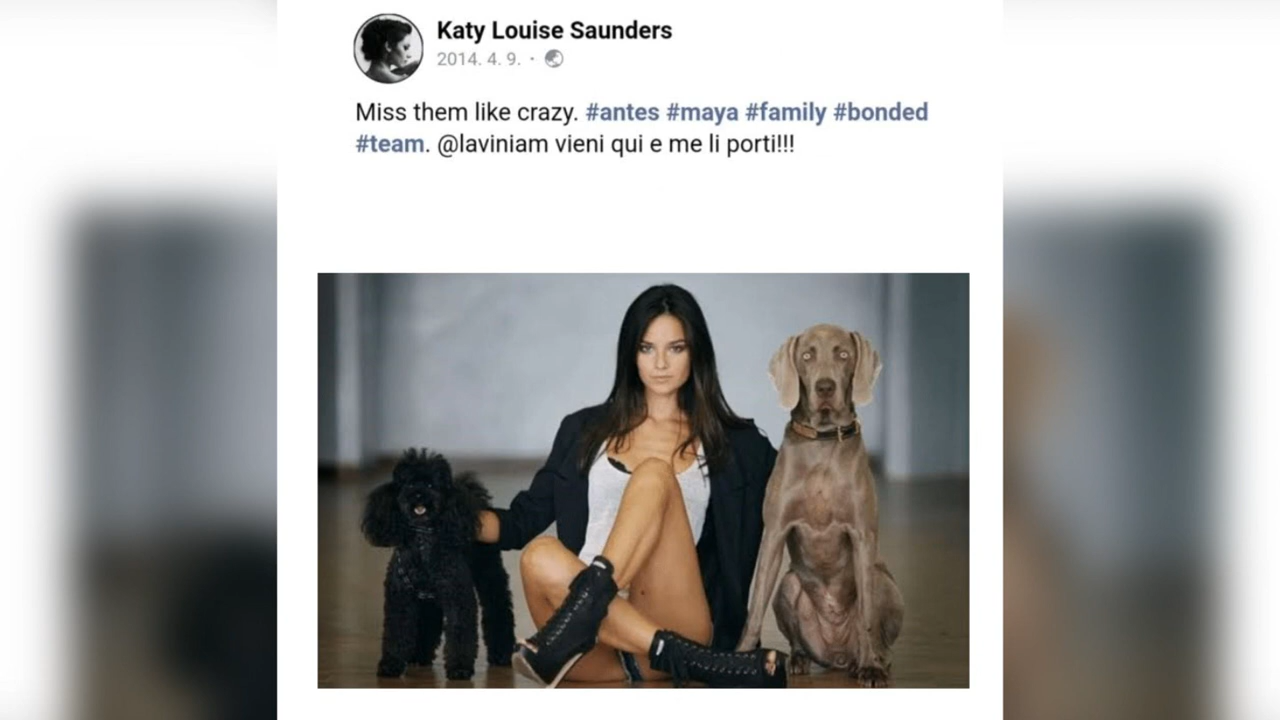 Katy Louise Saunders
2014. 4. 9. ·
Miss them like crazy. #antes #maya #family #bonded
#team. @laviniam vieni qui e me li porti!!!